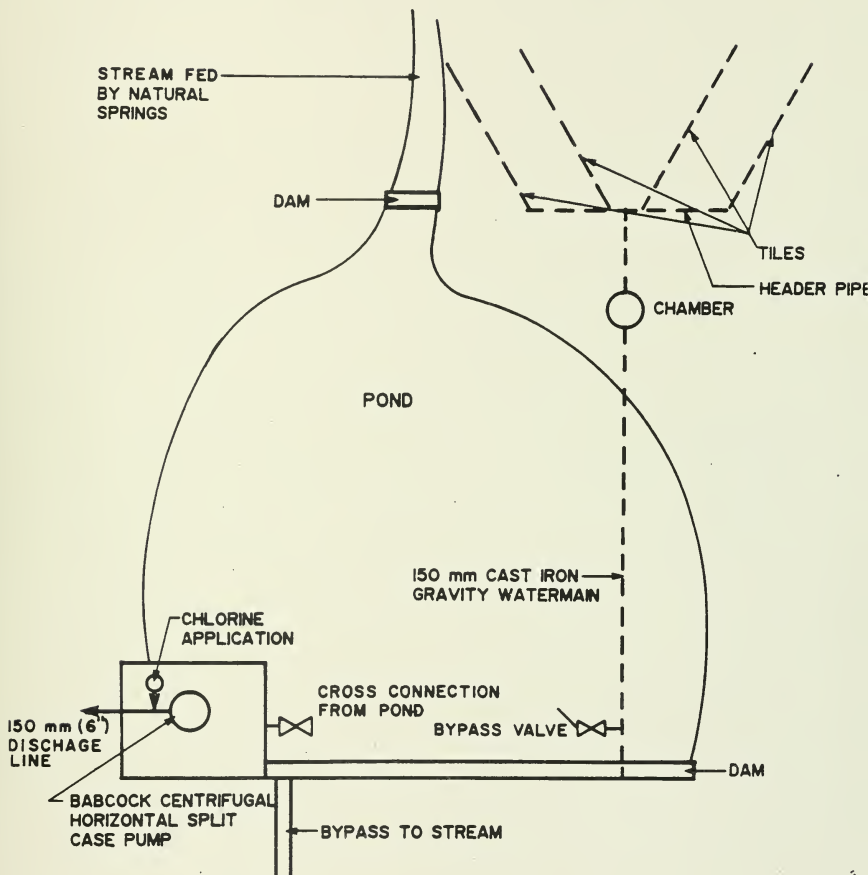 STREAM FED
BY NATURAL
SPRINGS
DAM
TILES
HEADER PIPE
CHAMBER
POND
150 mm CAST IRON
GRAVITY WATERMAIN
CHLORINE
APPLICATION
CROSS CONNECTION
FROM POND
BYPASS VALVE
150 mm (6")
DISCHAGE
LINE
DAM
BABCOCK CENTRIFUGAL
HORIZONTAL SPLIT
CASE PUMP
BYPASS TO STREAM